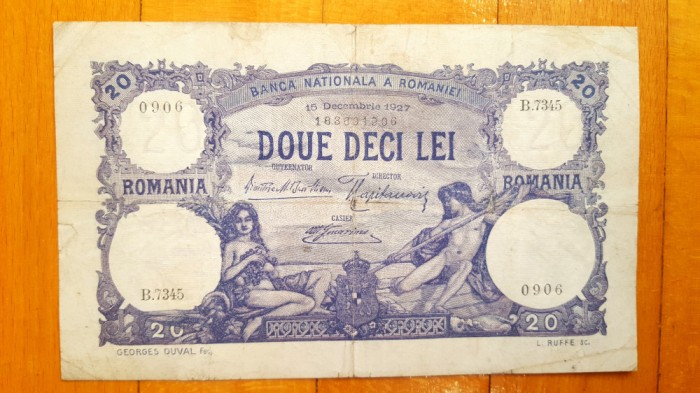 20 BANCA NATIONALA A ROMANIEI 20
0906 15 Decembrie 1927 B.7345
DOUE DECI LEI
GUVERNATOR DIRECTOR
ROMANIA ROMANIA
CASIER
B.7345 0906
20 20
GEORGES DUVAL fec. L. RUFFE sc.